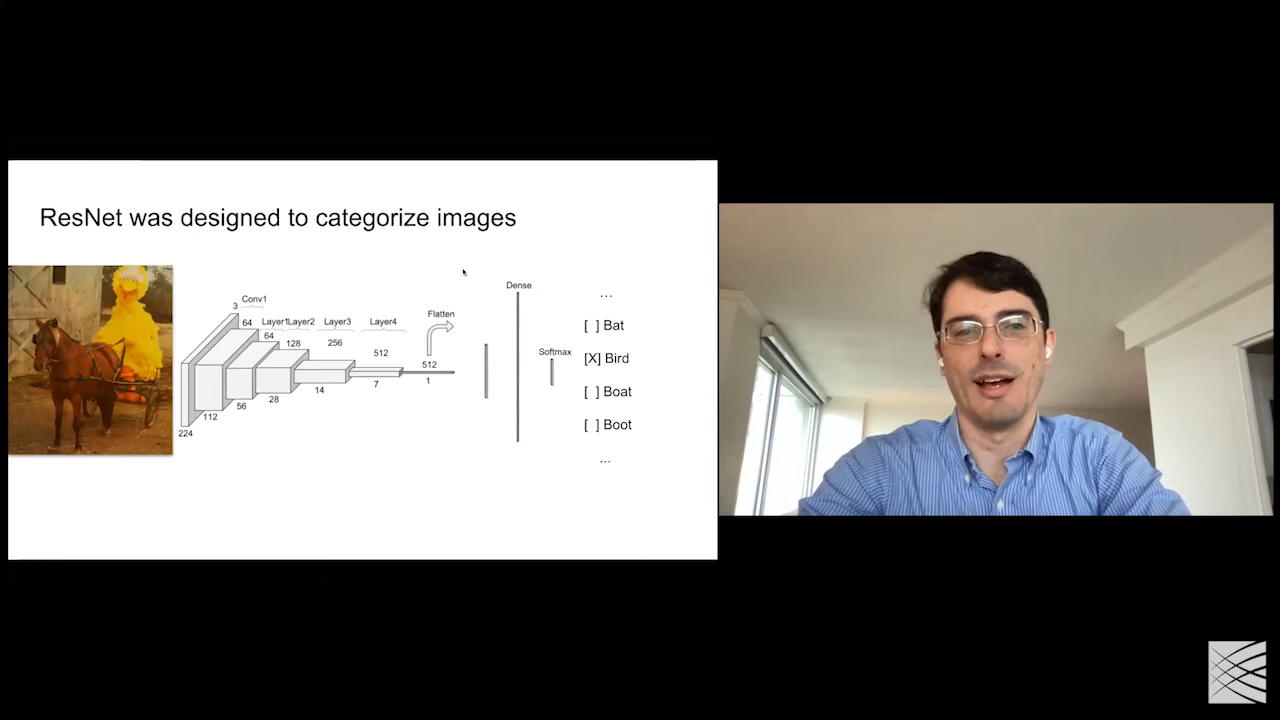 ResNet was designed to categorize images
Conv1
3
64
Layer1
Layer2
Layer3
Layer4
64
128
256
512
Flatten
512
1
7
14
28
56
112
224
Dense
Softmax
...
[ ] Bat
[X] Bird
[ ] Boat
[ ] Boot
...